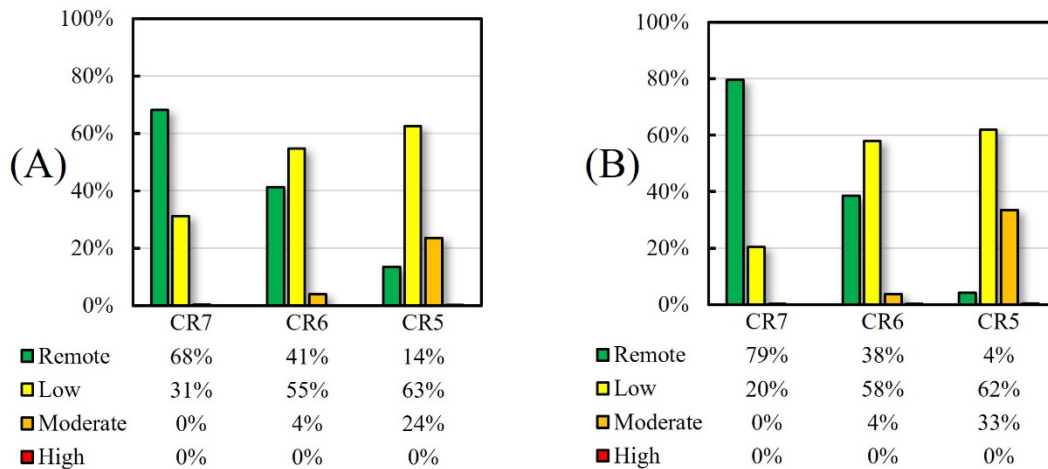 (A)
100%
80%
60%
40%
20%
0%
CR7 CR6 CR5
Remote 68% 41% 14%
Low 31% 55% 63%
Moderate 0% 4% 24%
High 0% 0% 0%
(B)
100%
80%
60%
40%
20%
0%
CR7 CR6 CR5
Remote 79% 38% 4%
Low 20% 58% 62%
Moderate 0% 4% 33%
High 0% 0% 0%